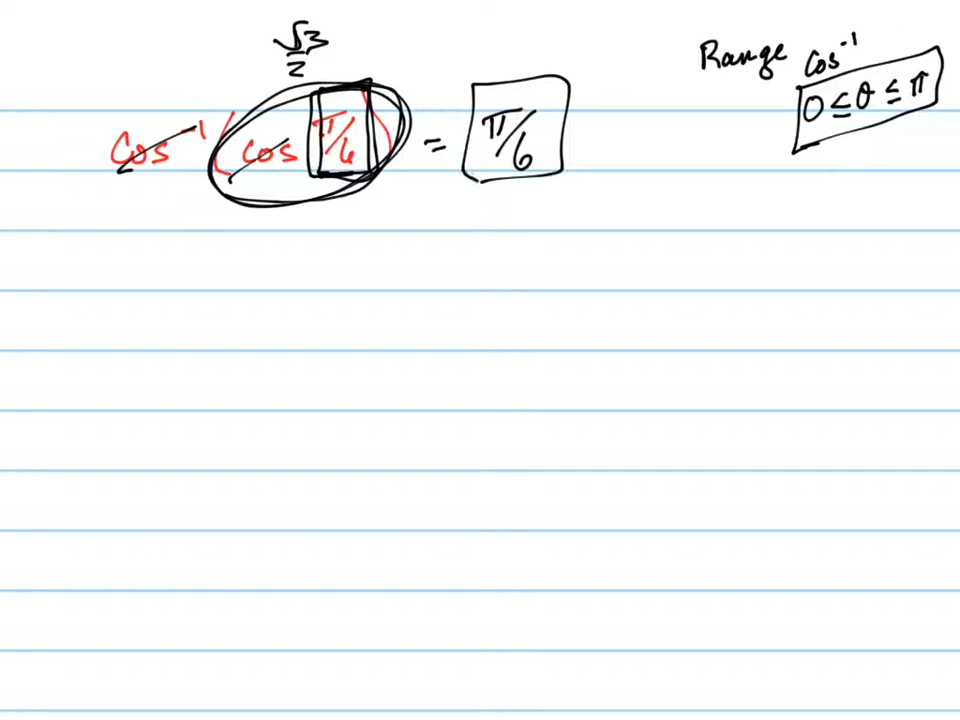 √3/2
Range cos⁻¹
0 ≤ θ ≤ π
cos⁻¹(cos π/6) = π/6